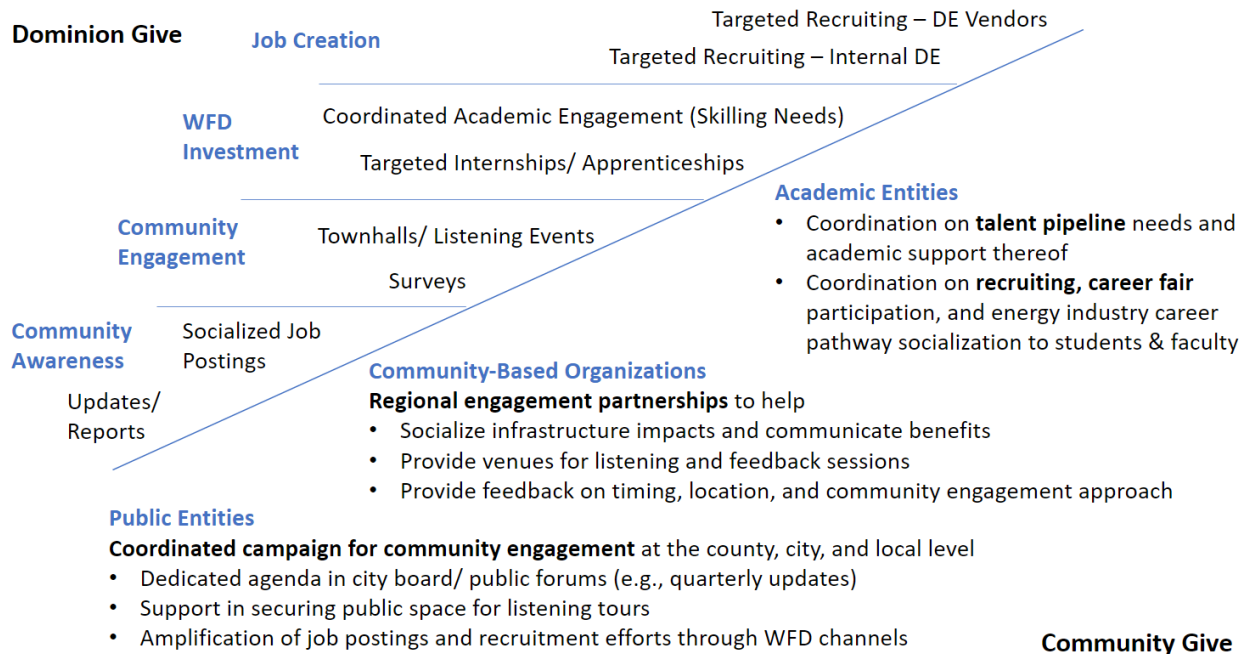 Dominion Give
Job Creation
Targeted Recruiting – DE Vendors
Targeted Recruiting – Internal DE
WFD
Investment
Coordinated Academic Engagement (Skilling Needs)
Targeted Internships/ Apprenticeships
Community
Engagement
Townhalls/ Listening Events
Surveys
Community
Awareness
Socialized Job
Postings
Updates/
Reports
Academic Entities
• Coordination on talent pipeline needs and
academic support thereof
• Coordination on recruiting, career fair
participation, and energy industry career
pathway socialization to students & faculty
Community-Based Organizations
Regional engagement partnerships to help
• Socialize infrastructure impacts and communicate benefits
• Provide venues for listening and feedback sessions
• Provide feedback on timing, location, and community engagement approach
Public Entities
Coordinated campaign for community engagement at the county, city, and local level
• Dedicated agenda in city board/ public forums (e.g., quarterly updates)
• Support in securing public space for listening tours
• Amplification of job postings and recruitment efforts through WFD channels
Community Give